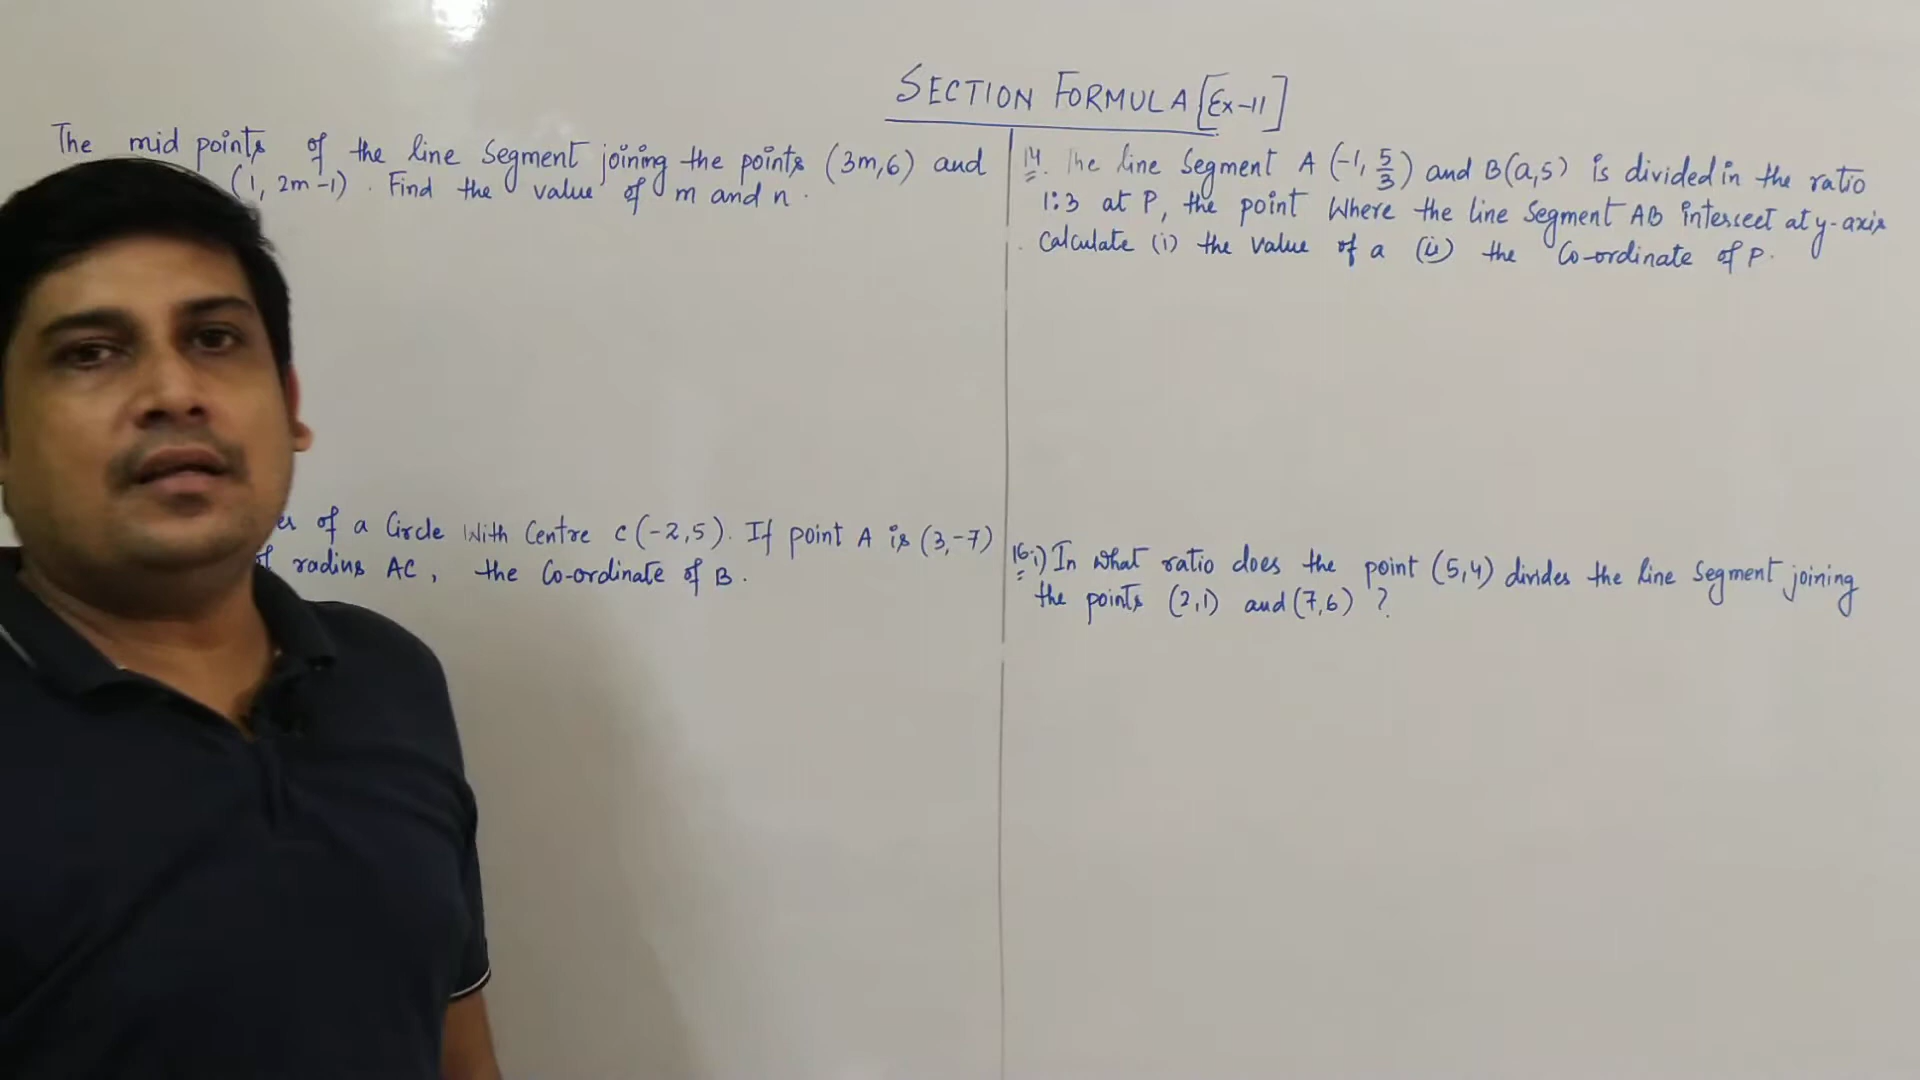 SECTION FORMULA [Ex-11]
The mid points of the line Segment joining the points (3m,6) and
(1, 2m-1). Find the value of m and n.
of a Circle With Centre C(-2,5). If point A is (3,-7)
of radius AC, the Co-ordinate of B.
14. The line Segment A (-1, 5/3) and B(a,5) is divided in the ratio
1:3 at P, the point Where the line Segment AB intersect at y-axis
Calculate (i) the value of a (ii) the Co-ordinate of P.
16.i) In what ratio does the point (5,4) divides the line Segment joining
the points (2,1) and (7,6) ?